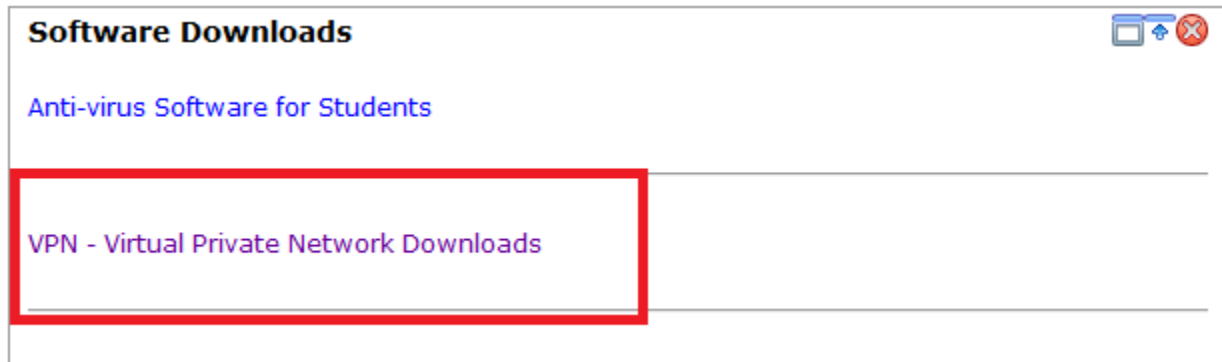 Software Downloads
Anti-virus Software for Students
VPN - Virtual Private Network Downloads